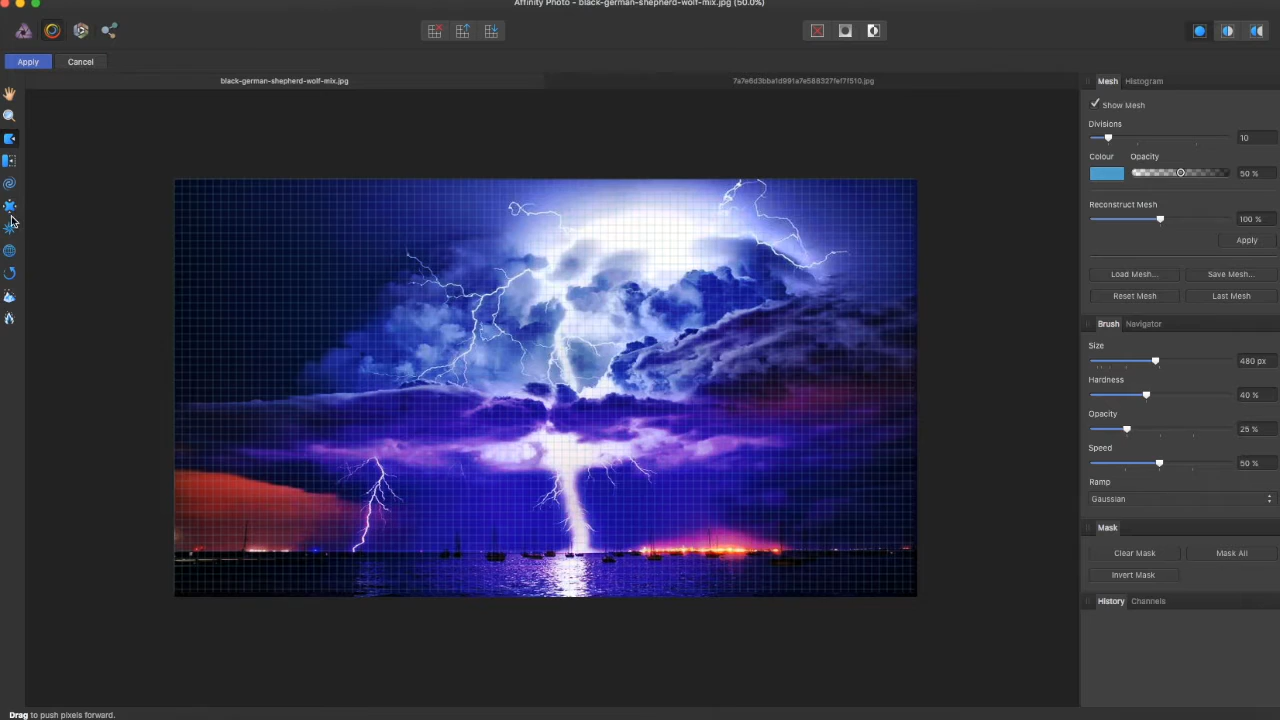 Affinity Photo - black-german-shepherd-wolf-mix.jpg (50.0%)
Apply Cancel
black-german-shepherd-wolf-mix.jpg 7a7e6d3bba1d991a7e588327fef7f510.jpg
Mesh Histogram
Show Mesh
Divisions
10
Colour Opacity
50 %
Reconstruct Mesh
100 %
Apply
Load Mesh... Save Mesh...
Reset Mesh Last Mesh
Brush Navigator
Size
480 px
Hardness
40 %
Opacity
25 %
Speed
50 %
Ramp
Gaussian
Mask
Clear Mask Mask All
Invert Mask
History Channels
Drag to push pixels forward.